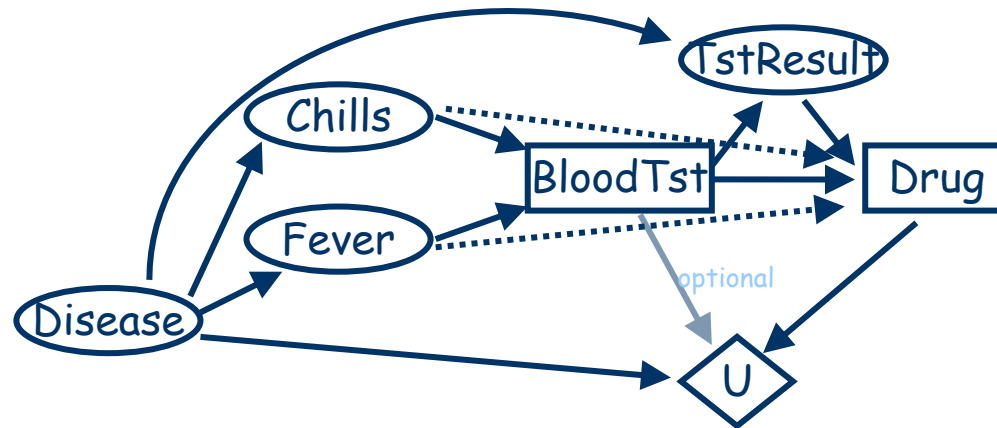 TstResult
Chills
BloodTst
Drug
Fever
optional
Disease
U